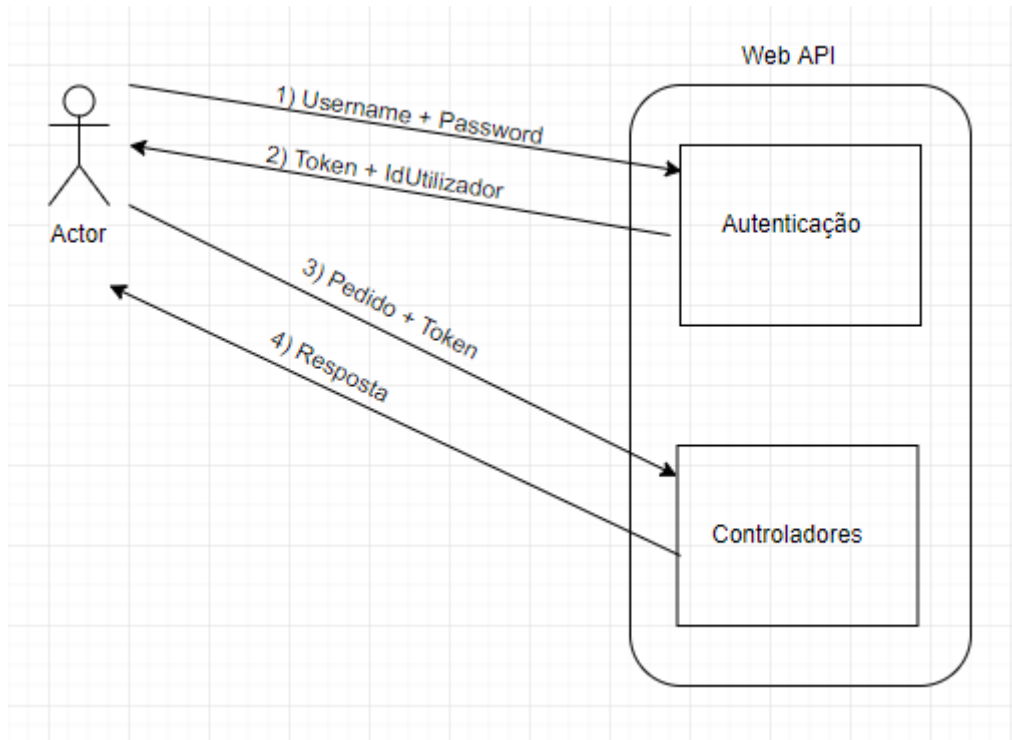 Web API
1) Username + Password
2) Token + IdUtilizador
Autenticação
Actor
3) Pedido + Token
4) Resposta
Controladores